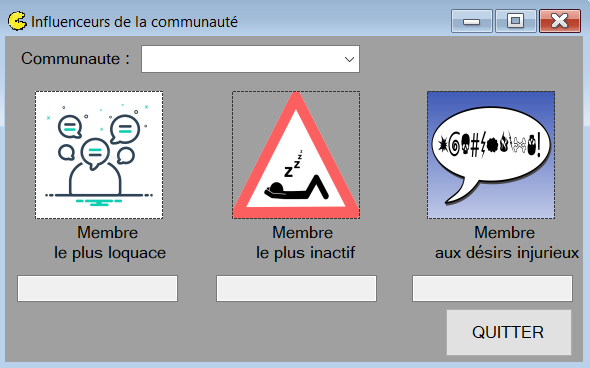 Influenceurs de la communauté
Communaute :
z z z z
*@#!
Membre
le plus loquace
Membre
le plus inactif
Membre
aux désirs injurieux
QUITTER